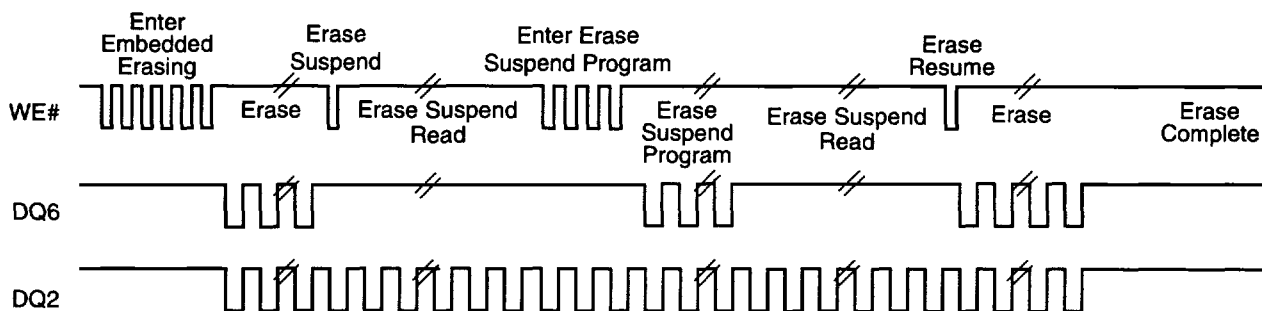 Enter
Embedded
Erasing
Erase
Suspend
Enter Erase
Suspend Program
Erase
Resume
WE#
Erase
Erase Suspend
Read
Erase
Suspend
Program
Erase Suspend
Read
Erase
Erase
Complete
DQ6
DQ2